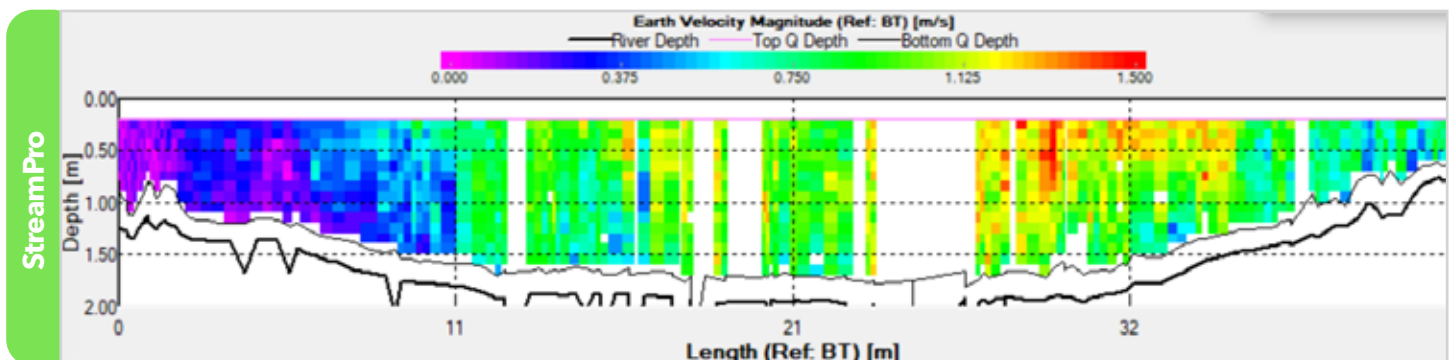 StreamPro
Earth Velocity Magnitude (Ref: BT) [m/s]
River Depth Top Q Depth Bottom Q Depth
0.000 0.375 0.750 1.125 1.500
Depth [m]
0.00
0.50
1.00
1.50
2.00
0 11 21 32
Length (Ref: BT) [m]